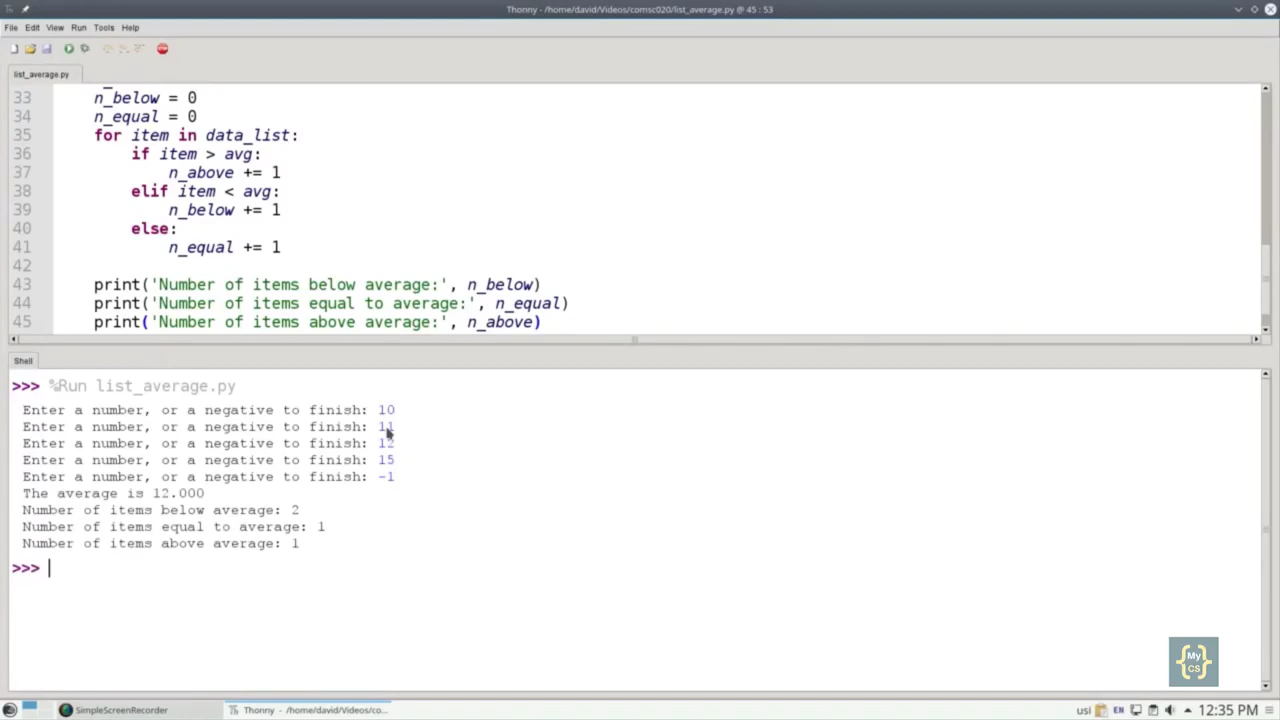 Thonny - /home/david/Videos/comsc020/list_average.py @ 45 : 53
File Edit View Run Tools Help
list_average.py
33 n_below = 0
34 n_equal = 0
35 for item in data_list:
36 if item > avg:
37 n_above += 1
38 elif item < avg:
39 n_below += 1
40 else:
41 n_equal += 1
42
43 print('Number of items below average:', n_below)
44 print('Number of items equal to average:', n_equal)
45 print('Number of items above average:', n_above)
Shell
>>> %Run list_average.py
Enter a number, or a negative to finish: 10
Enter a number, or a negative to finish: 11
Enter a number, or a negative to finish: 12
Enter a number, or a negative to finish: 15
Enter a number, or a negative to finish: -1
The average is 12.000
Number of items below average: 2
Number of items equal to average: 1
Number of items above average: 1
>>>
{My CS}
SimpleScreenRecorder
Thonny - /home/david/Videos/co...
usi EN 12:35 PM